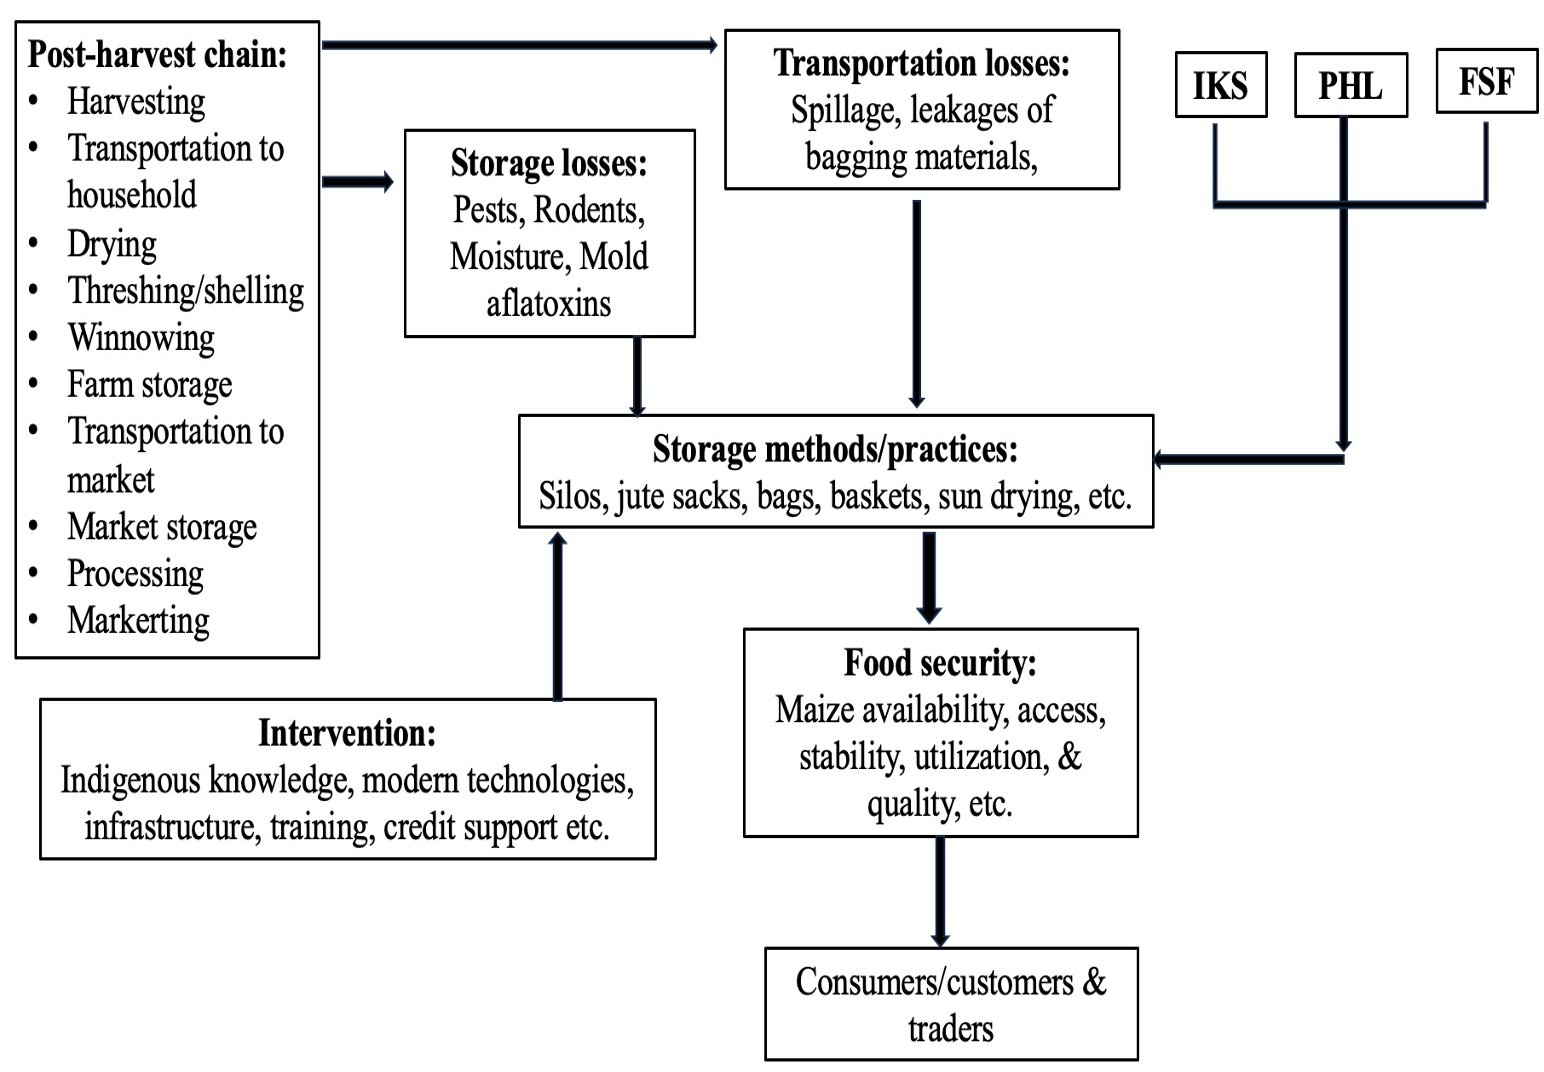 Post-harvest chain:
• Harvesting
• Transportation to
household
• Drying
• Threshing/shelling
• Winnowing
• Farm storage
• Transportation to
market
• Market storage
• Processing
• Markerting
Storage losses:
Pests, Rodents,
Moisture, Mold
aflatoxins
Transportation losses:
Spillage, leakages of
bagging materials,
IKS
PHL
FSF
Storage methods/practices:
Silos, jute sacks, bags, baskets, sun drying, etc.
Intervention:
Indigenous knowledge, modern technologies,
infrastructure, training, credit support etc.
Food security:
Maize availability, access,
stability, utilization, &
quality, etc.
Consumers/customers &
traders